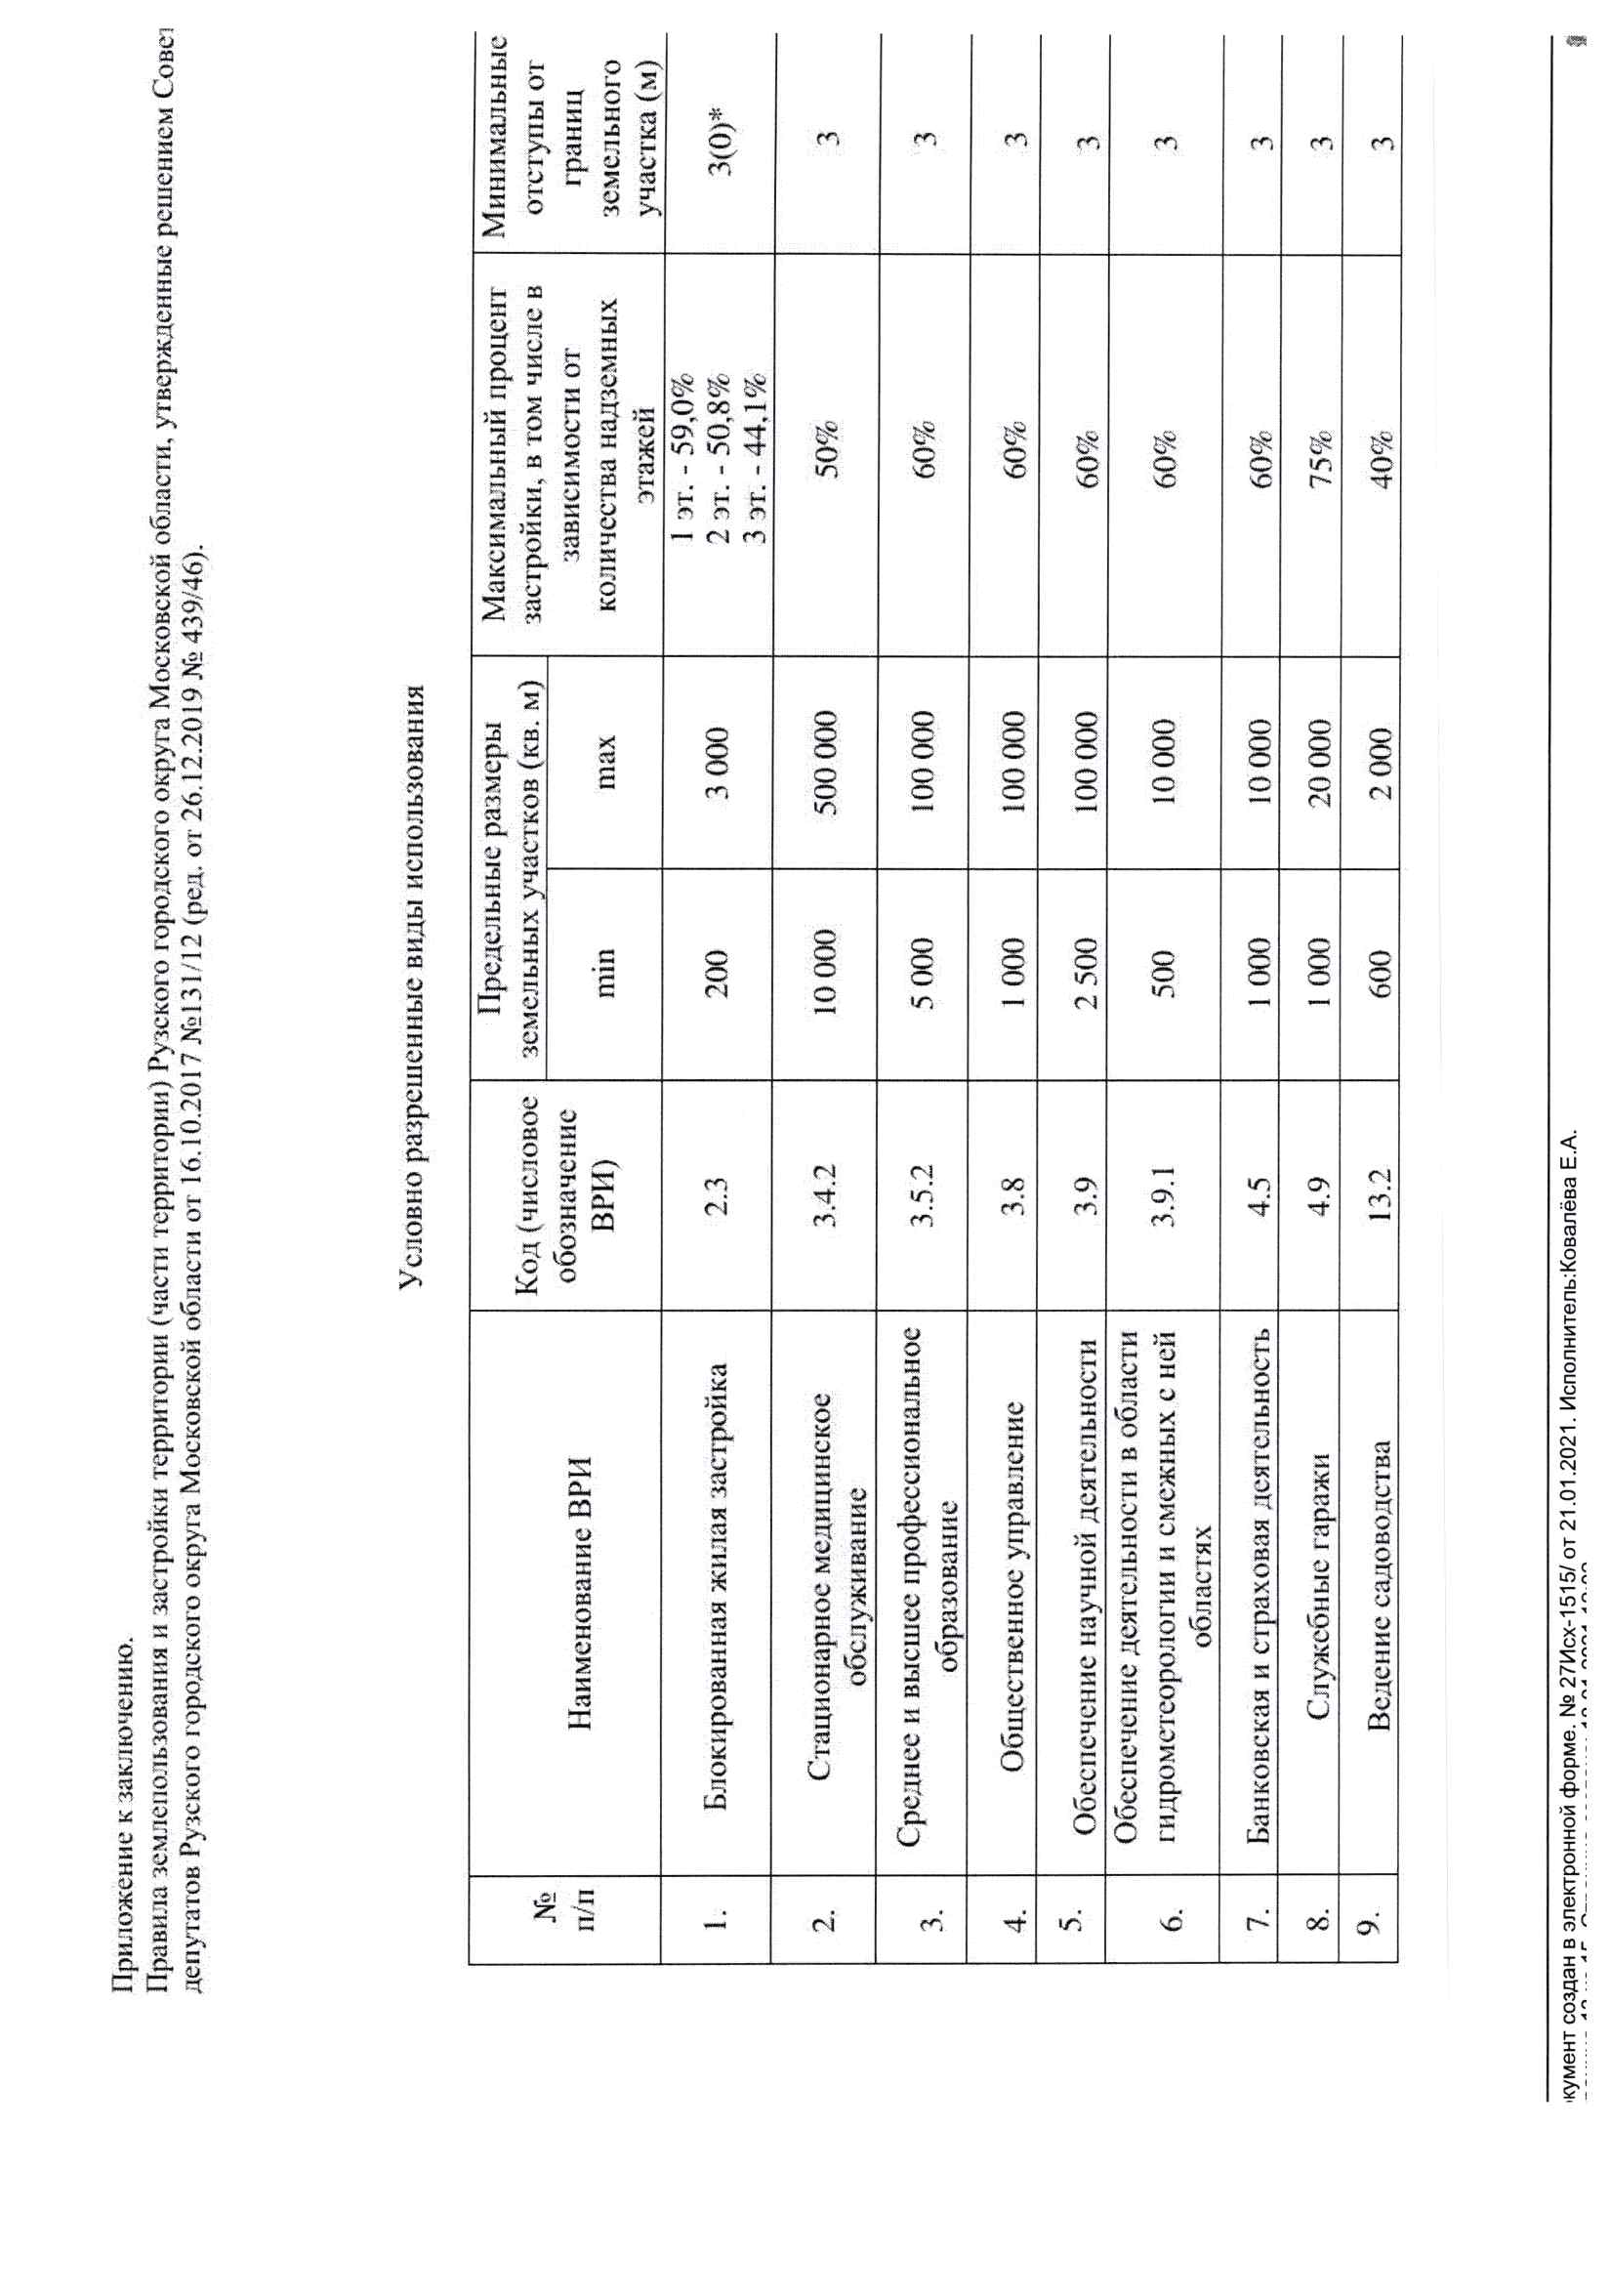 Приложение к заключению.
Правила землепользования и застройки территории (части территории) Рузского городского округа Московской области, утвержденные решением Совет
депутатов Рузского городского округа Московской области от 16.10.2017 №131/12 (ред. от 26.12.2019 № 439/46).
Условно разрешенные виды использования
№ п/п
Наименование ВРИ
Код (числовое
обозначение
ВРИ)
Предельные размеры
земельных участков (кв. м)
min
max
Максимальный процент
застройки, в том числе в
зависимости от
количества надземных
этажей
Минимальные
отступы от
границ
земельного
участка (м)
1. Блокированная жилая застройка 2.3 200 3 000
1 эт. - 59,0%
2 эт. - 50,8%
3 эт. - 44,1%
3(0)*
2. Стационарное медицинское
обслуживание
3.4.2 10 000 500 000 50% 3
3. Среднее и высшее профессиональное
образование
3.5.2 5 000 100 000 60% 3
4. Общественное управление 3.8 1 000 100 000 60% 3
5. Обеспечение научной деятельности 3.9 2 500 100 000 60% 3
6. Обеспечение деятельности в области
гидрометеорологии и смежных с ней
областях
3.9.1 500 10 000 60% 3
7. Банковская и страховая деятельность 4.5 1 000 10 000 60% 3
8. Служебные гаражи 4.9 1 000 20 000 75% 3
9. Ведение садоводства 13.2 600 2 000 40% 3
кумент создан в электронной форме. № 27Исх-1515/ от 21.01.2021. Исполнитель:Ковалёва Е.А.